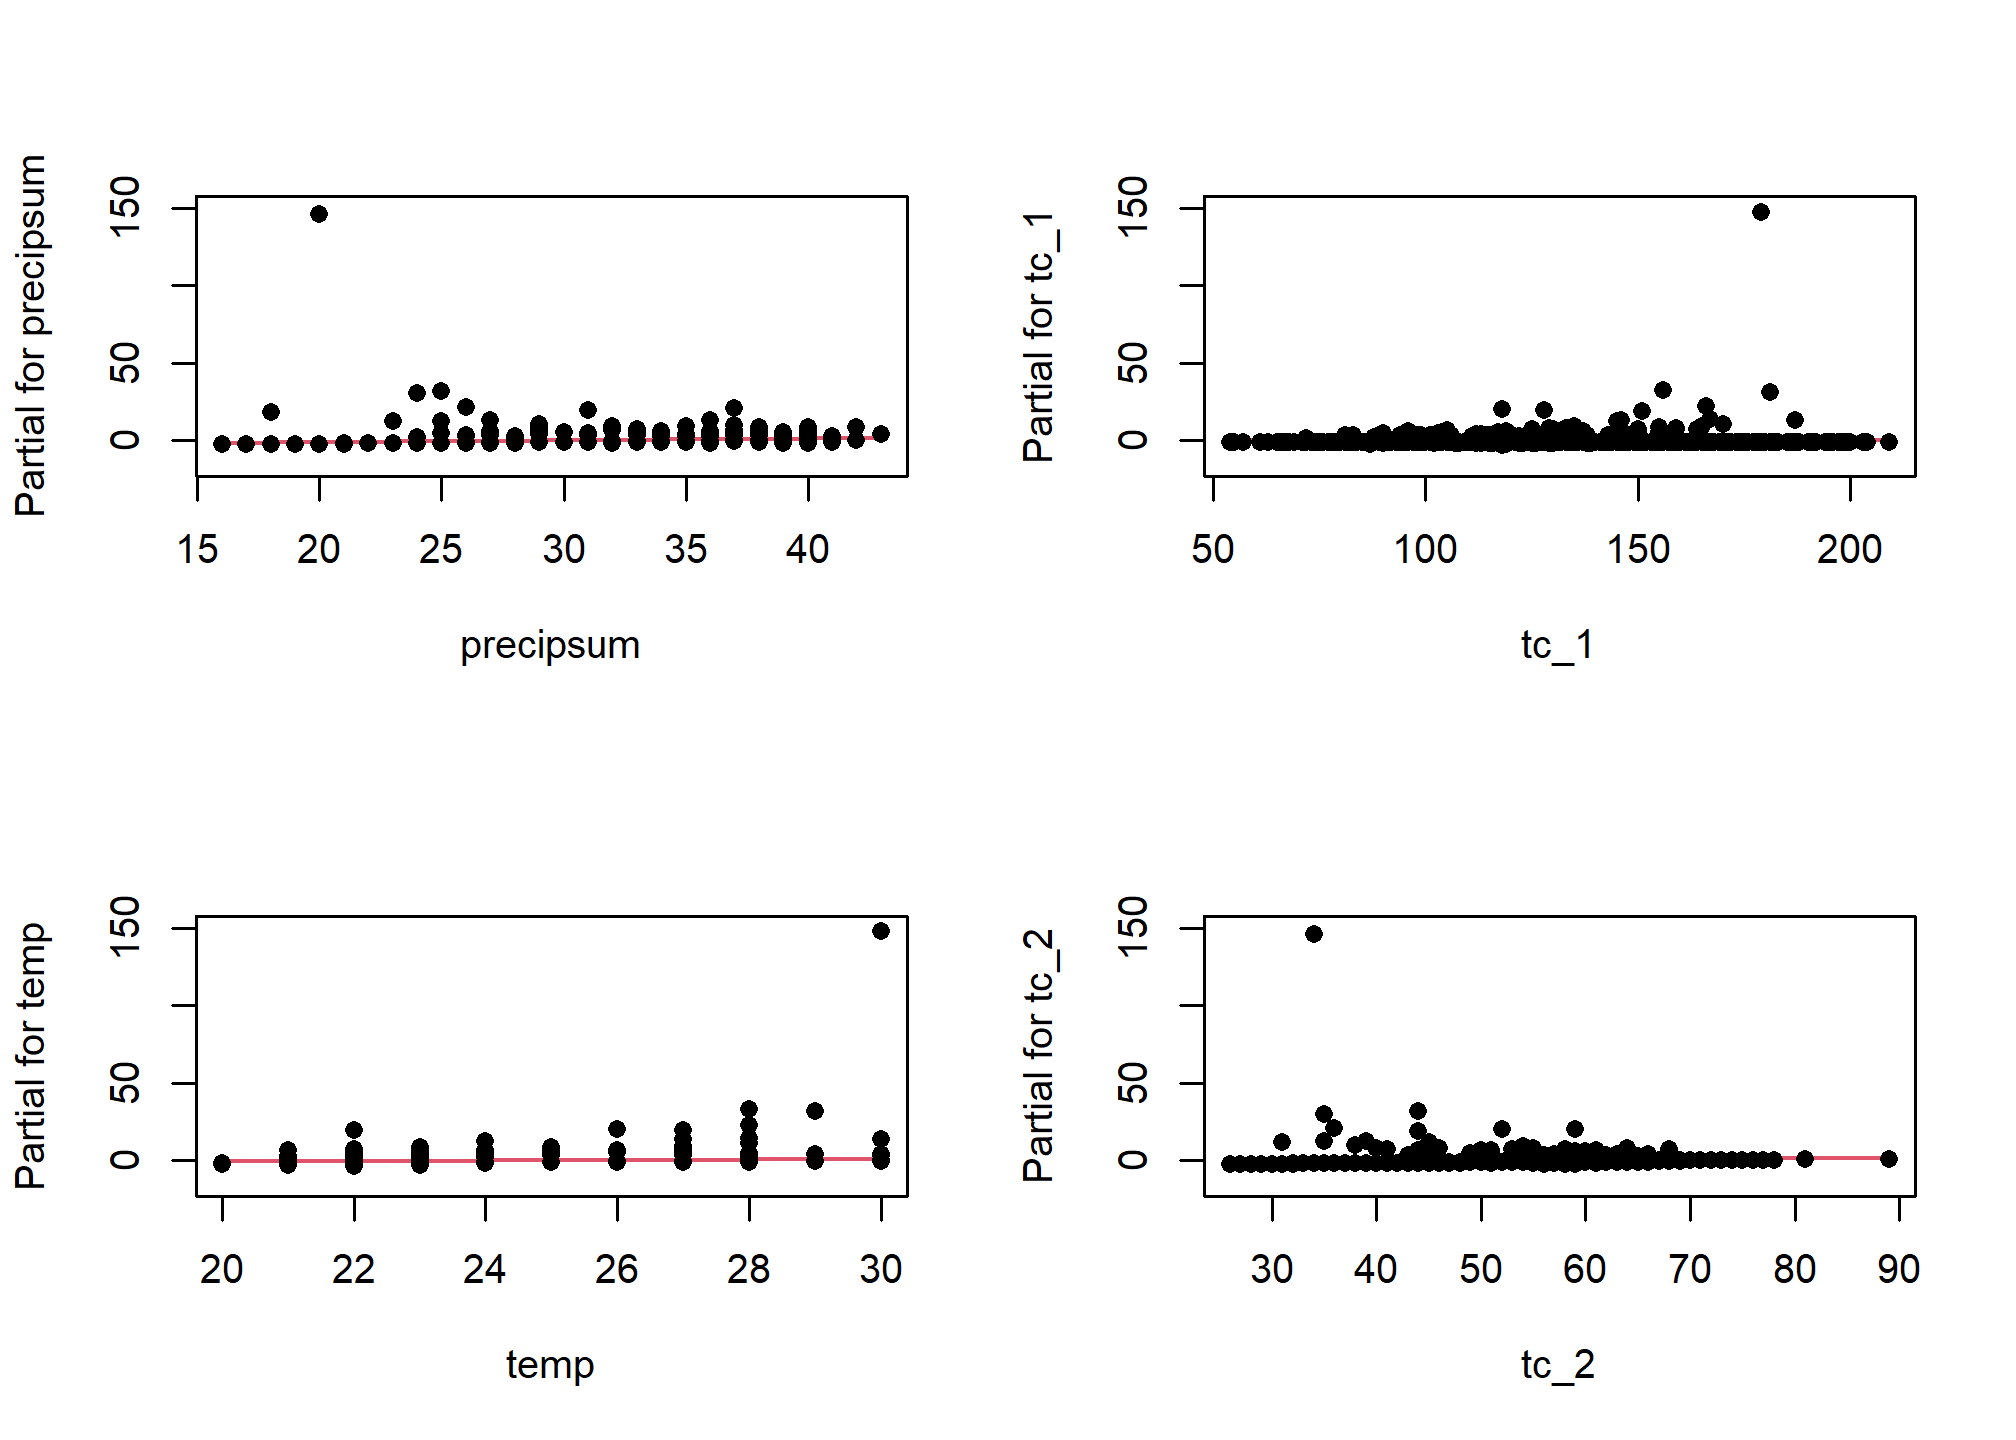 Partial for precipsum
150
50
0
15 20 25 30 35 40
precipsum
Partial for tc_1
150
50
0
50 100 150 200
tc_1
Partial for temp
150
50
0
20 22 24 26 28 30
temp
Partial for tc_2
150
50
0
30 40 50 60 70 80 90
tc_2